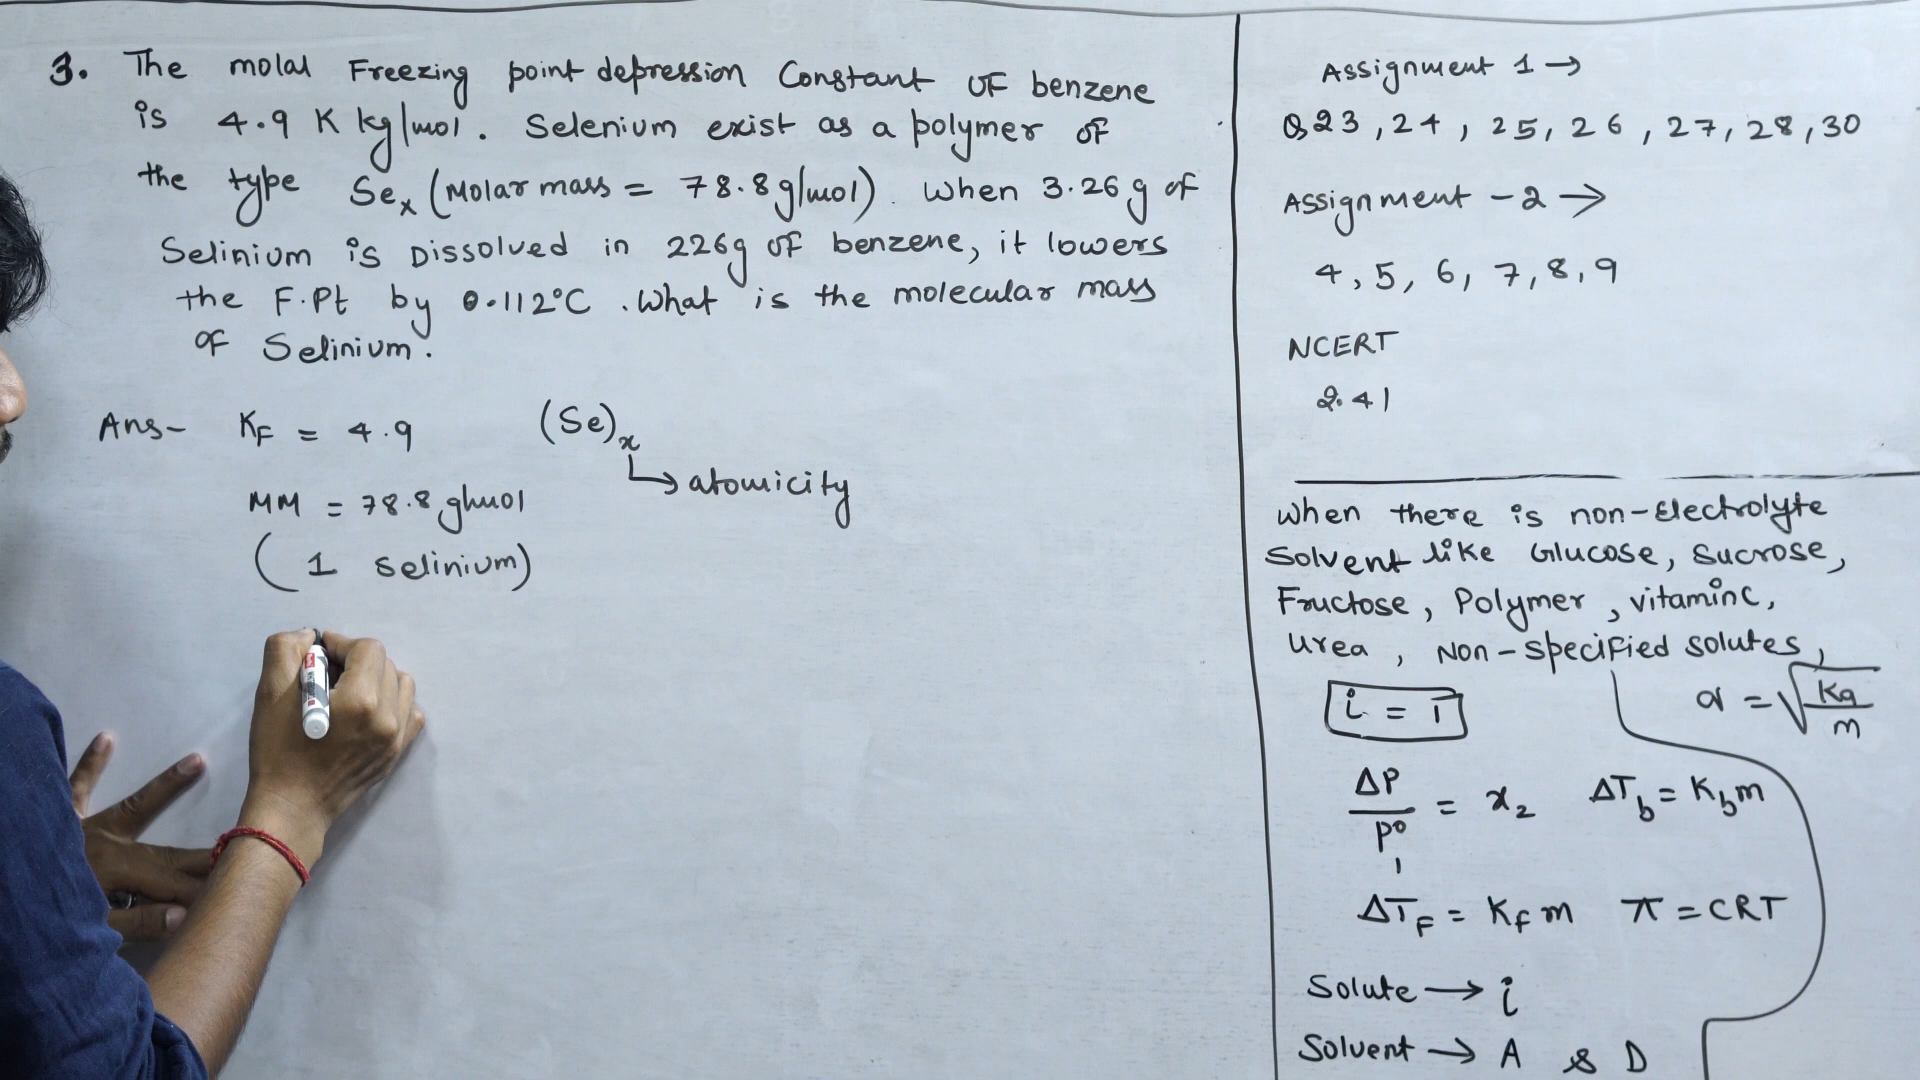 3. The molal Freezing point depression Constant OF benzene
is 4.9 K kg/mol. Selenium exist as a polymer of
the type Seₓ (Molar mass = 78.8 g/mol). When 3.26 g of
Selinium is Dissolved in 226g OF benzene, it lowers
the F.Pt by 0.112°C. What is the molecular mass
of Selinium.
Ans- KF = 4.9 (Se)x
↳ atomicity
MM = 78.8 g/mol
(1 selinium)
Assignment 1 →
Q 23, 24, 25, 26, 27, 28, 30
Assignment - 2 →
4, 5, 6, 7, 8, 9
NCERT
2.41
When there is non-Electrolyte
Solvent like Glucose, Sucrose,
Fructose, Polymer, vitaminc,
Urea, Non-specified solutes,
i = 1 α = √(Ka/m)
ΔP/P°₁ = x₂ ΔTb = Kbm
ΔTF = Kf m π = CRT
Solute → i
Solvent → A & D